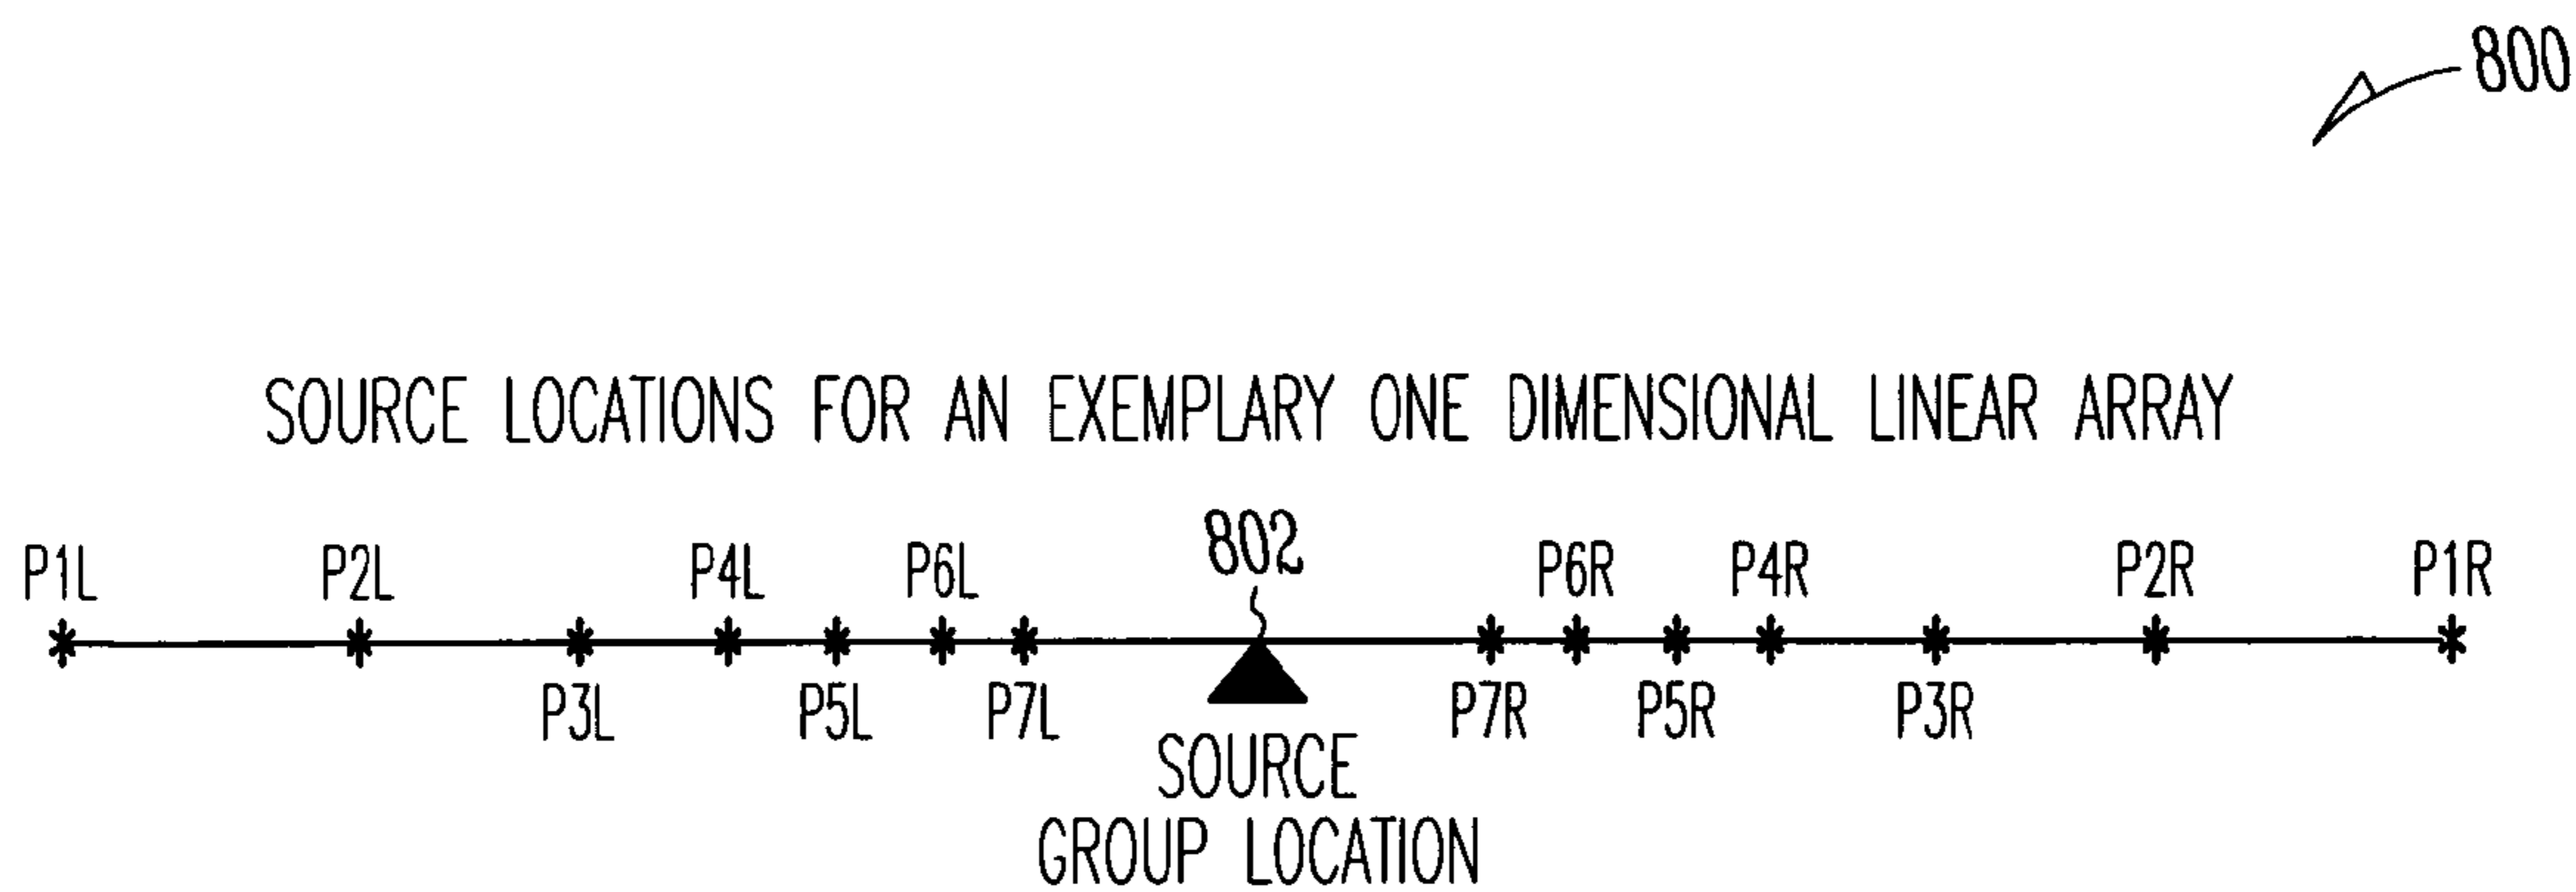 800
SOURCE LOCATIONS FOR AN EXEMPLARY ONE DIMENSIONAL LINEAR ARRAY
802
P1L P2L P4L P6L P6R P4R P2R P1R
P3L P5L P7L P7R P5R P3R
SOURCE
GROUP LOCATION